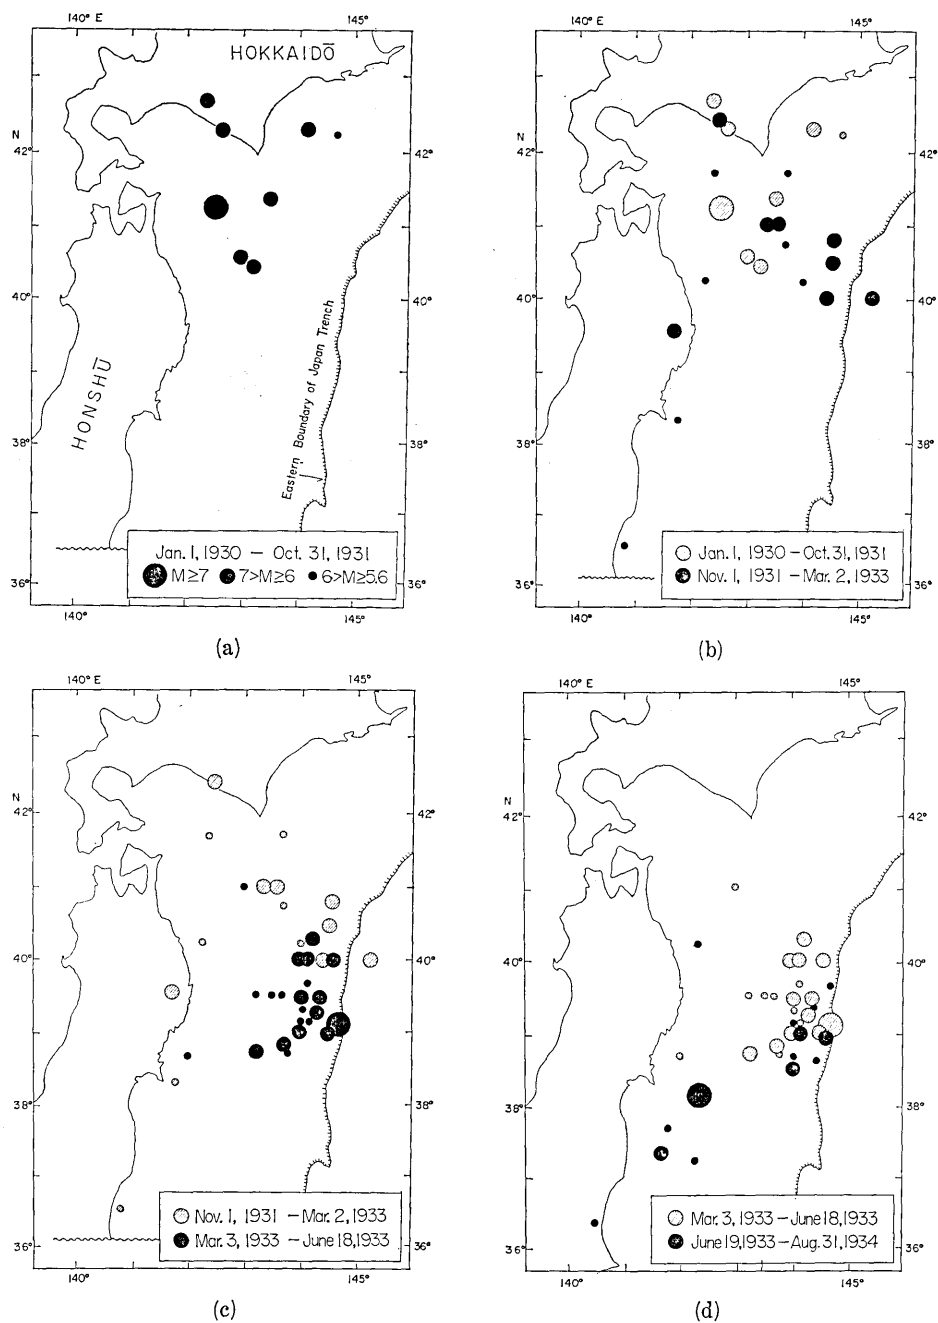 140° E
145°
HOKKAIDŌ
N
42°
42°
40°
40°
HONSHŪ
Eastern Boundary of Japan Trench
38°
38°
Jan. 1, 1930 — Oct. 31, 1931
M≥7 7>M≥6 6>M≥5.6
36°
36°
140°
145°
(a)
140° E
145°
N
42°
42°
40°
40°
38°
38°
Jan. 1, 1930 – Oct. 31, 1931
Nov. 1, 1931 – Mar. 2, 1933
36°
36°
140°
145°
(b)
140° E
145°
N
42°
42°
40°
40°
38°
38°
Nov. 1, 1931 – Mar. 2, 1933
Mar. 3, 1933 – June 18, 1933
36°
36°
140°
145°
(c)
140° E
145°
N
42°
42°
40°
40°
38°
38°
Mar. 3, 1933 – June 18, 1933
June 19, 1933 – Aug. 31, 1934
36°
36°
140°
145°
(d)